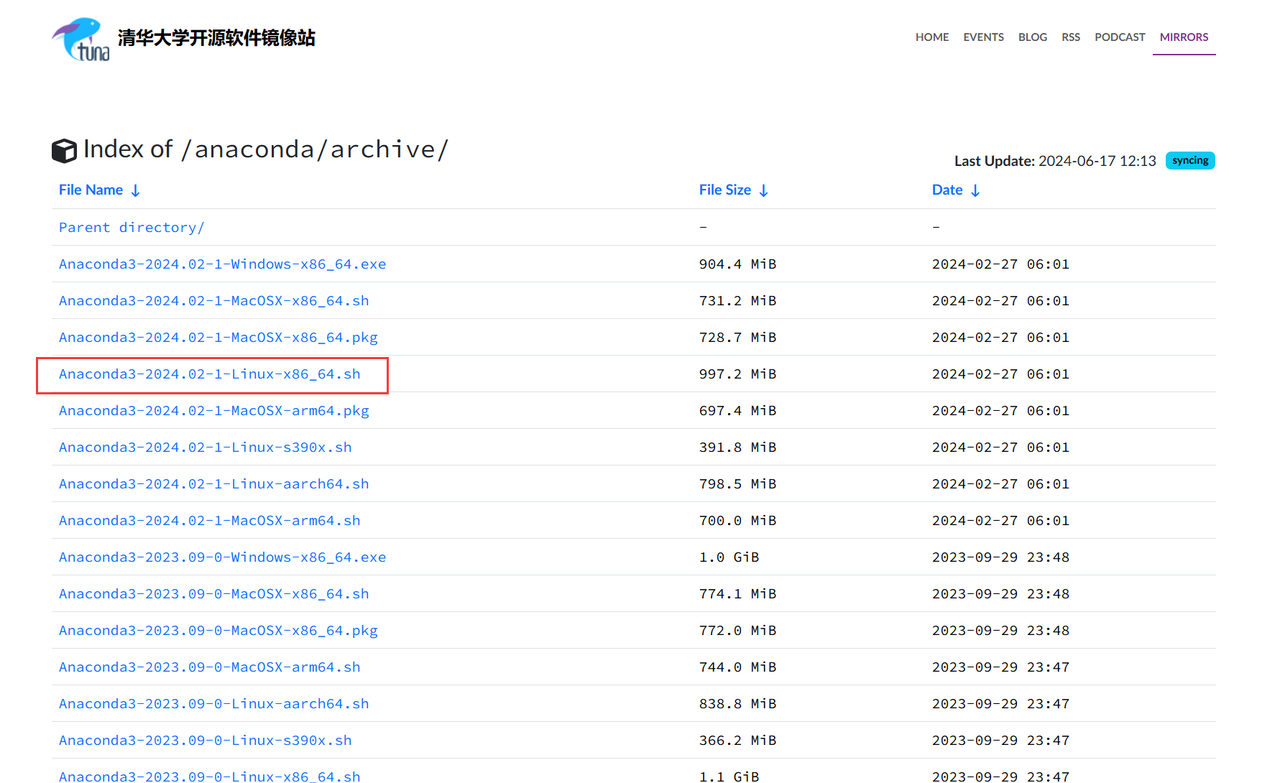 tuna 清华大学开源软件镜像站 HOME EVENTS BLOG RSS PODCAST MIRRORS
Index of /anaconda/archive/
Last Update: 2024-06-17 12:13 syncing
File Name ↓ File Size ↓ Date ↓
Parent directory/ - -
Anaconda3-2024.02-1-Windows-x86_64.exe 904.4 MiB 2024-02-27 06:01
Anaconda3-2024.02-1-MacOSX-x86_64.sh 731.2 MiB 2024-02-27 06:01
Anaconda3-2024.02-1-MacOSX-x86_64.pkg 728.7 MiB 2024-02-27 06:01
Anaconda3-2024.02-1-Linux-x86_64.sh 997.2 MiB 2024-02-27 06:01
Anaconda3-2024.02-1-MacOSX-arm64.pkg 697.4 MiB 2024-02-27 06:01
Anaconda3-2024.02-1-Linux-s390x.sh 391.8 MiB 2024-02-27 06:01
Anaconda3-2024.02-1-Linux-aarch64.sh 798.5 MiB 2024-02-27 06:01
Anaconda3-2024.02-1-MacOSX-arm64.sh 700.0 MiB 2024-02-27 06:01
Anaconda3-2023.09-0-Windows-x86_64.exe 1.0 GiB 2023-09-29 23:48
Anaconda3-2023.09-0-MacOSX-x86_64.sh 774.1 MiB 2023-09-29 23:48
Anaconda3-2023.09-0-MacOSX-x86_64.pkg 772.0 MiB 2023-09-29 23:48
Anaconda3-2023.09-0-MacOSX-arm64.sh 744.0 MiB 2023-09-29 23:47
Anaconda3-2023.09-0-Linux-aarch64.sh 838.8 MiB 2023-09-29 23:47
Anaconda3-2023.09-0-Linux-s390x.sh 366.2 MiB 2023-09-29 23:47
Anaconda3-2023.09-0-Linux-x86_64.sh 1.1 GiB 2023-09-29 23:47